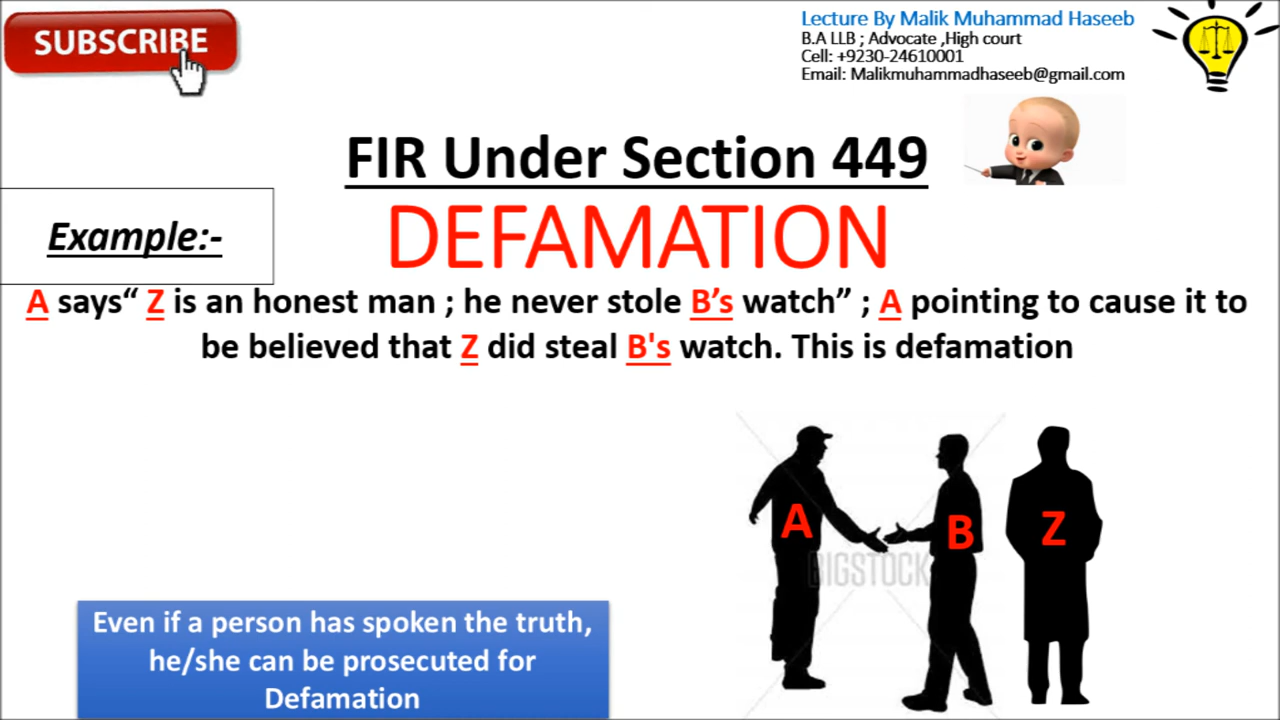 SUBSCRIBE
Lecture By Malik Muhammad Haseeb
B.A LLB ; Advocate ,High court
Cell: +9230-24610001
Email: Malikmuhammadhaseeb@gmail.com
FIR Under Section 449
Example:-
DEFAMATION
A says“ Z is an honest man ; he never stole B’s watch” ; A pointing to cause it to
be believed that Z did steal B's watch. This is defamation
A
B
Z
BIGSTOCK
Even if a person has spoken the truth,
he/she can be prosecuted for
Defamation